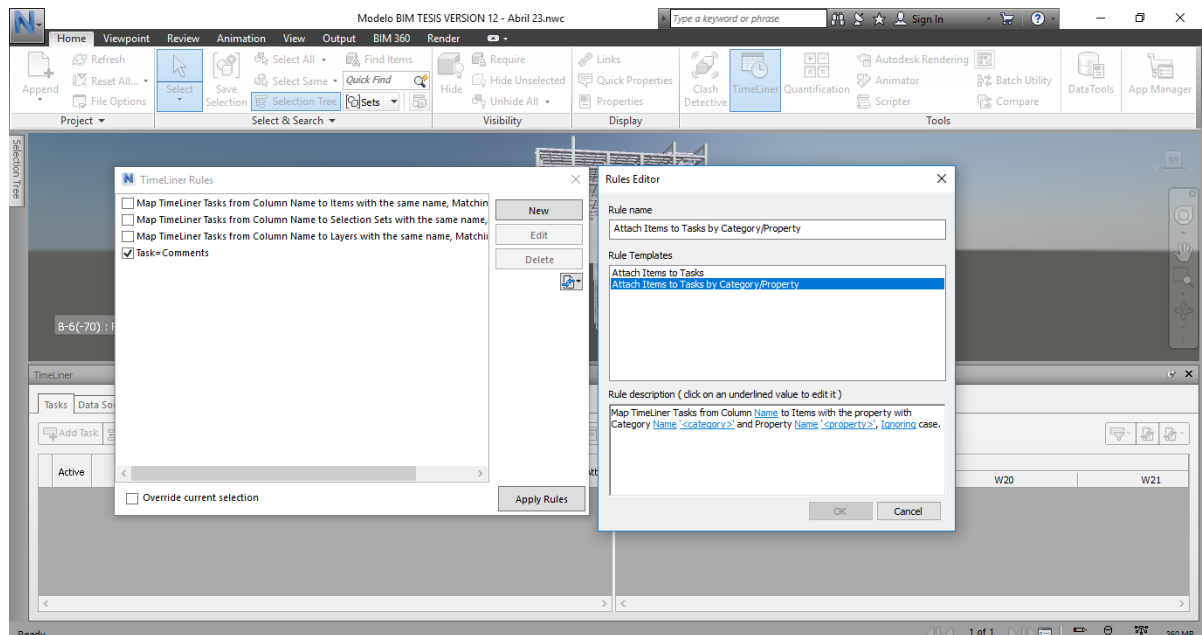 Modelo BIM TESIS VERSION 12 - Abril 23.nwc
Type a keyword or phrase
Sign In
Home Viewpoint Review Animation View Output BIM 360 Render
Append
Refresh
Reset All...
File Options
Project
Select
Save Selection
Select All
Select Same
Selection Tree
Find Items
Quick Find
Sets
Select & Search
Hide
Require
Hide Unselected
Unhide All
Visibility
Links
Quick Properties
Properties
Display
Clash Detective
TimeLiner
Quantification
Autodesk Rendering
Animator
Scripter
Batch Utility
Compare
Tools
DataTools
App Manager
Selection Tree
B-6(-70) : F
TimeLiner Rules
Map TimeLiner Tasks from Column Name to Items with the same name, Matchin
Map TimeLiner Tasks from Column Name to Selection Sets with the same name,
Map TimeLiner Tasks from Column Name to Layers with the same name, Matchi
Task=Comments
New
Edit
Delete
Override current selection
Apply Rules
Rules Editor
Rule name
Attach Items to Tasks by Category/Property
Rule Templates
Attach Items to Tasks
Attach Items to Tasks by Category/Property
Rule description ( click on an underlined value to edit it )
Map TimeLiner Tasks from Column Name to Items with the property with
Category Name '<category>' and Property Name '<property>', Ignoring case.
OK
Cancel
TimeLiner
Tasks
Data So
Add Task
Active
Att
W20
W21
Ready
1 of 1
360 MB